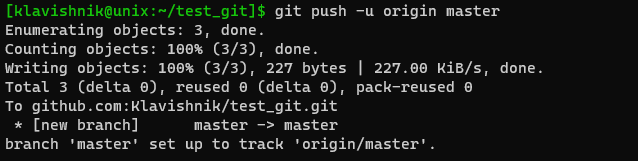 [klavishnik@unix:~/test_git]$ git push -u origin master
Enumerating objects: 3, done.
Counting objects: 100% (3/3), done.
Writing objects: 100% (3/3), 227 bytes | 227.00 KiB/s, done.
Total 3 (delta 0), reused 0 (delta 0), pack-reused 0
To github.com:Klavishnik/test_git.git
 * [new branch]      master -> master
branch 'master' set up to track 'origin/master'.